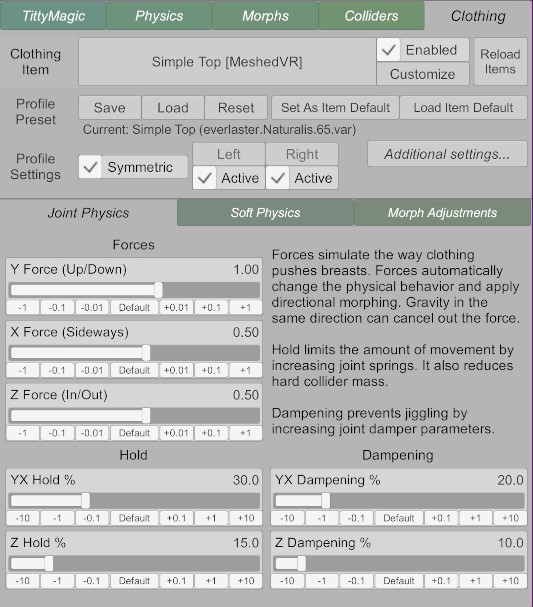 TittyMagic Physics Morphs Colliders Clothing
Clothing Item Simple Top [MeshedVR] Enabled Customize Reload Items
Profile Preset Save Load Reset Set As Item Default Load Item Default
Current: Simple Top (everlaster.Naturalis.65.var)
Profile Settings Symmetric Left Right Additional settings...
Active Active
Joint Physics Soft Physics Morph Adjustments
Forces
Y Force (Up/Down) 1.00
-1 -0.1 -0.01 Default +0.01 +0.1 +1
X Force (Sideways) 0.50
-1 -0.1 -0.01 Default +0.01 +0.1 +1
Z Force (In/Out) 0.50
-1 -0.1 -0.01 Default +0.01 +0.1 +1
Forces simulate the way clothing
pushes breasts. Forces automatically
change the physical behavior and apply
directional morphing. Gravity in the
same direction can cancel out the force.
Hold limits the amount of movement by
increasing joint springs. It also reduces
hard collider mass.
Dampening prevents jiggling by
increasing joint damper parameters.
Hold
YX Hold % 30.0
-10 -1 -0.1 Default +0.1 +1 +10
Z Hold % 15.0
-10 -1 -0.1 Default +0.1 +1 +10
Dampening
YX Dampening % 20.0
-10 -1 -0.1 Default +0.1 +1 +10
Z Dampening % 10.0
-10 -1 -0.1 Default +0.1 +1 +10